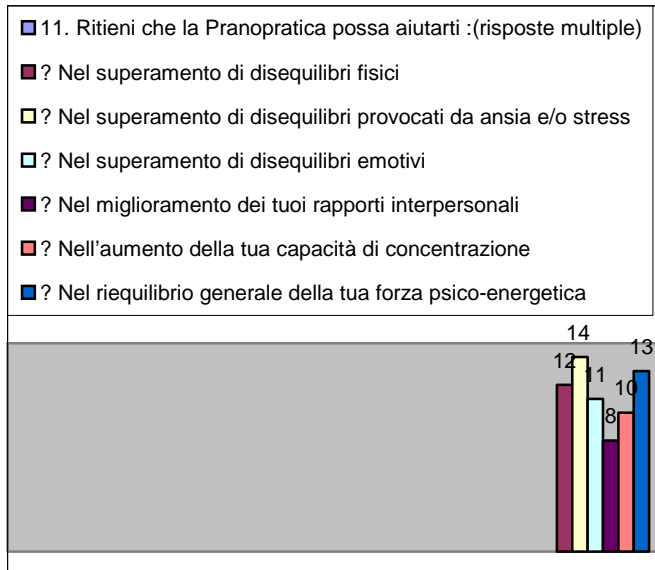 11. Ritieni che la Pranopratica possa aiutarti :(risposte multiple)
? Nel superamento di disequilibri fisici
? Nel superamento di disequilibri provocati da ansia e/o stress
? Nel superamento di disequilibri emotivi
? Nel miglioramento dei tuoi rapporti interpersonali
? Nell'aumento della tua capacità di concentrazione
? Nel riequilibrio generale della tua forza psico-energetica
12
14
11
8
10
13